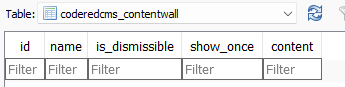 Table: coderedcms_contentwall
id name is_dismissible show_once content
Filter Filter Filter Filter Filter